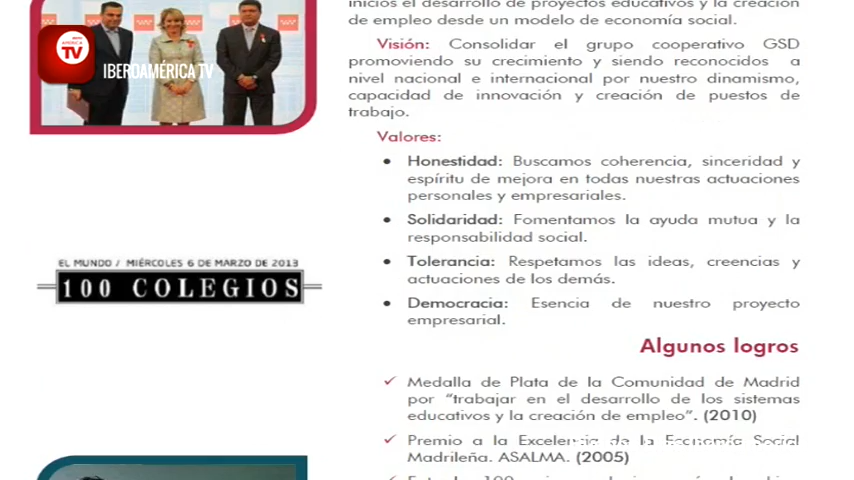 inicios el desarrollo de proyectos educativos y la creación
de empleo desde un modelo de economía social.
AMERICA
TV
IBEROAMÉRICA TV
Visión: Consolidar el grupo cooperativo GSD
promoviendo su crecimiento y siendo reconocidos a
nivel nacional e internacional por nuestro dinamismo,
capacidad de innovación y creación de puestos de
trabajo.
Valores:
• Honestidad: Buscamos coherencia, sinceridad y
espíritu de mejora en todas nuestras actuaciones
personales y empresariales.
• Solidaridad: Fomentamos la ayuda mutua y la
responsabilidad social.
• Tolerancia: Respetamos las ideas, creencias y
actuaciones de los demás.
• Democracia: Esencia de nuestro proyecto
empresarial.
EL MUNDO / MIÉRCOLES 6 DE MARZO DE 2013
100 COLEGIOS
Algunos logros
✓ Medalla de Plata de la Comunidad de Madrid
por “trabajar en el desarrollo de los sistemas
educativos y la creación de empleo”. (2010)
✓ Premio a la Excelencia de la Economía Social
Madrileña. ASALMA. (2005)